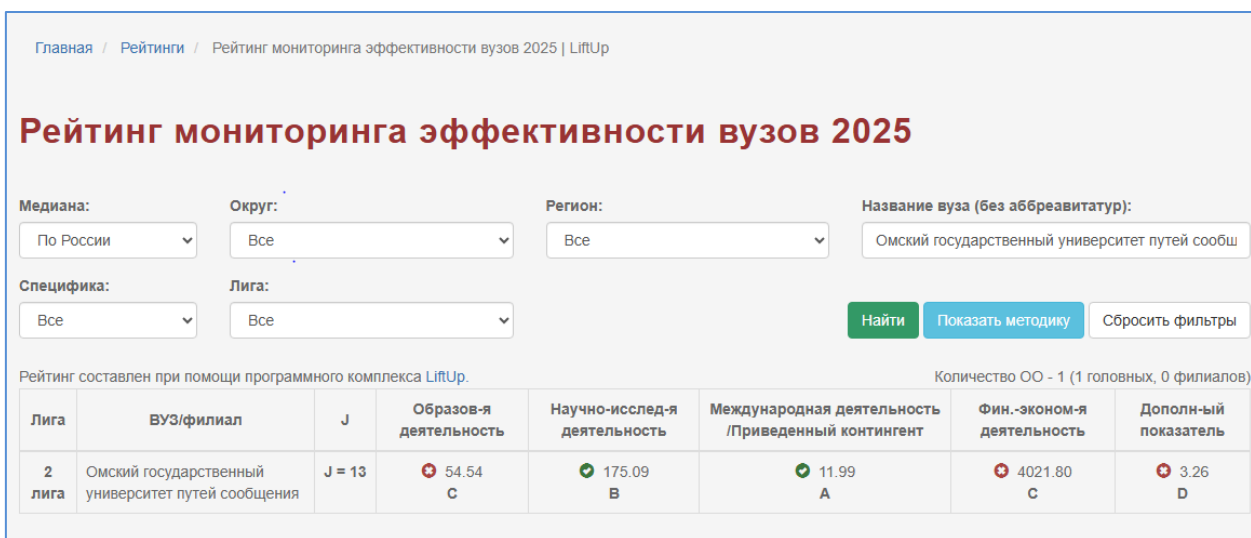 Главная / Рейтинги / Рейтинг мониторинга эффективности вузов 2025 | LiftUp
Рейтинг мониторинга эффективности вузов 2025
Медиана: Округ: Регион: Название вуза (без аббреавитатур):
По России Все Все Омский государственный университет путей сообщ
Специфика: Лига:
Все Все Найти Показать методику Сбросить фильтры
Рейтинг составлен при помощи программного комплекса LiftUp. Количество ОО - 1 (1 головных, 0 филиалов)
Лига ВУЗ/филиал J Образов-я деятельность Научно-исслед-я деятельность Международная деятельность /Приведенный контингент Фин.-эконом-я деятельность Дополн-ый показатель
2 лига Омский государственный университет путей сообщения J = 13 54.54 C 175.09 B 11.99 A 4021.80 C 3.26 D